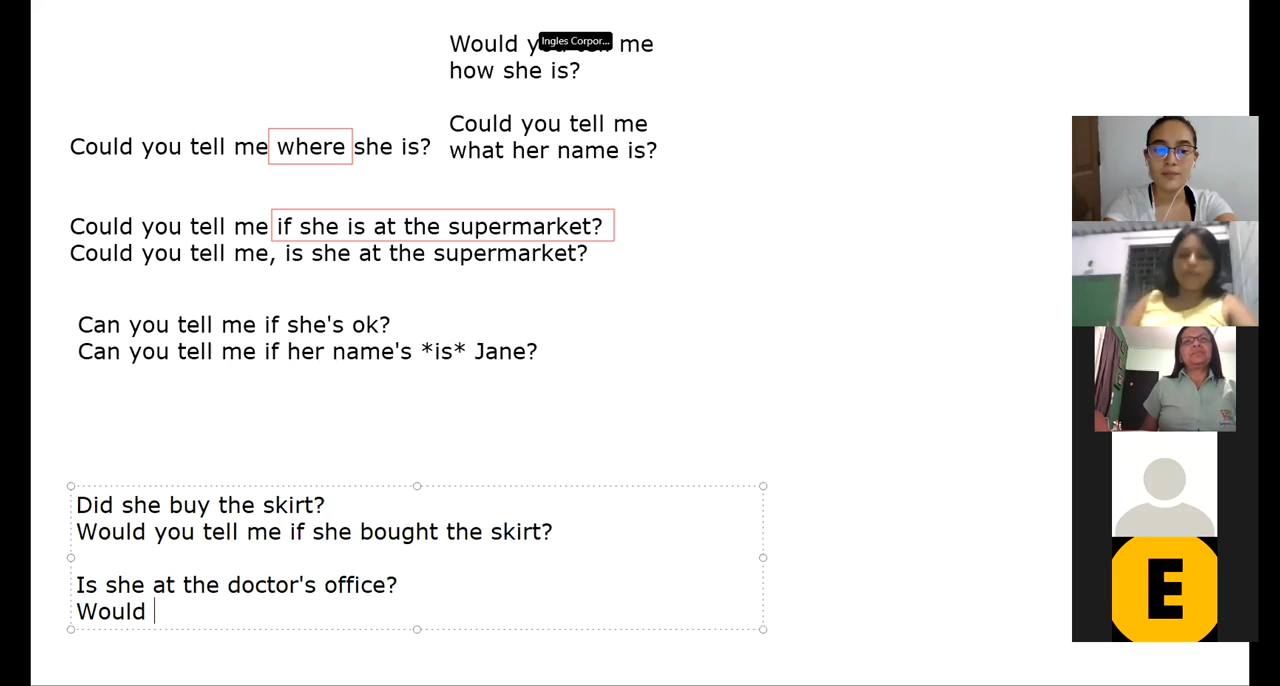 Would y me
how she is?
Ingles Corpor...
Could you tell me
what her name is?
Could you tell me where she is?
Could you tell me if she is at the supermarket?
Could you tell me, is she at the supermarket?
Can you tell me if she's ok?
Can you tell me if her name's *is* Jane?
Did she buy the skirt?
Would you tell me if she bought the skirt?
Is she at the doctor's office?
Would
E